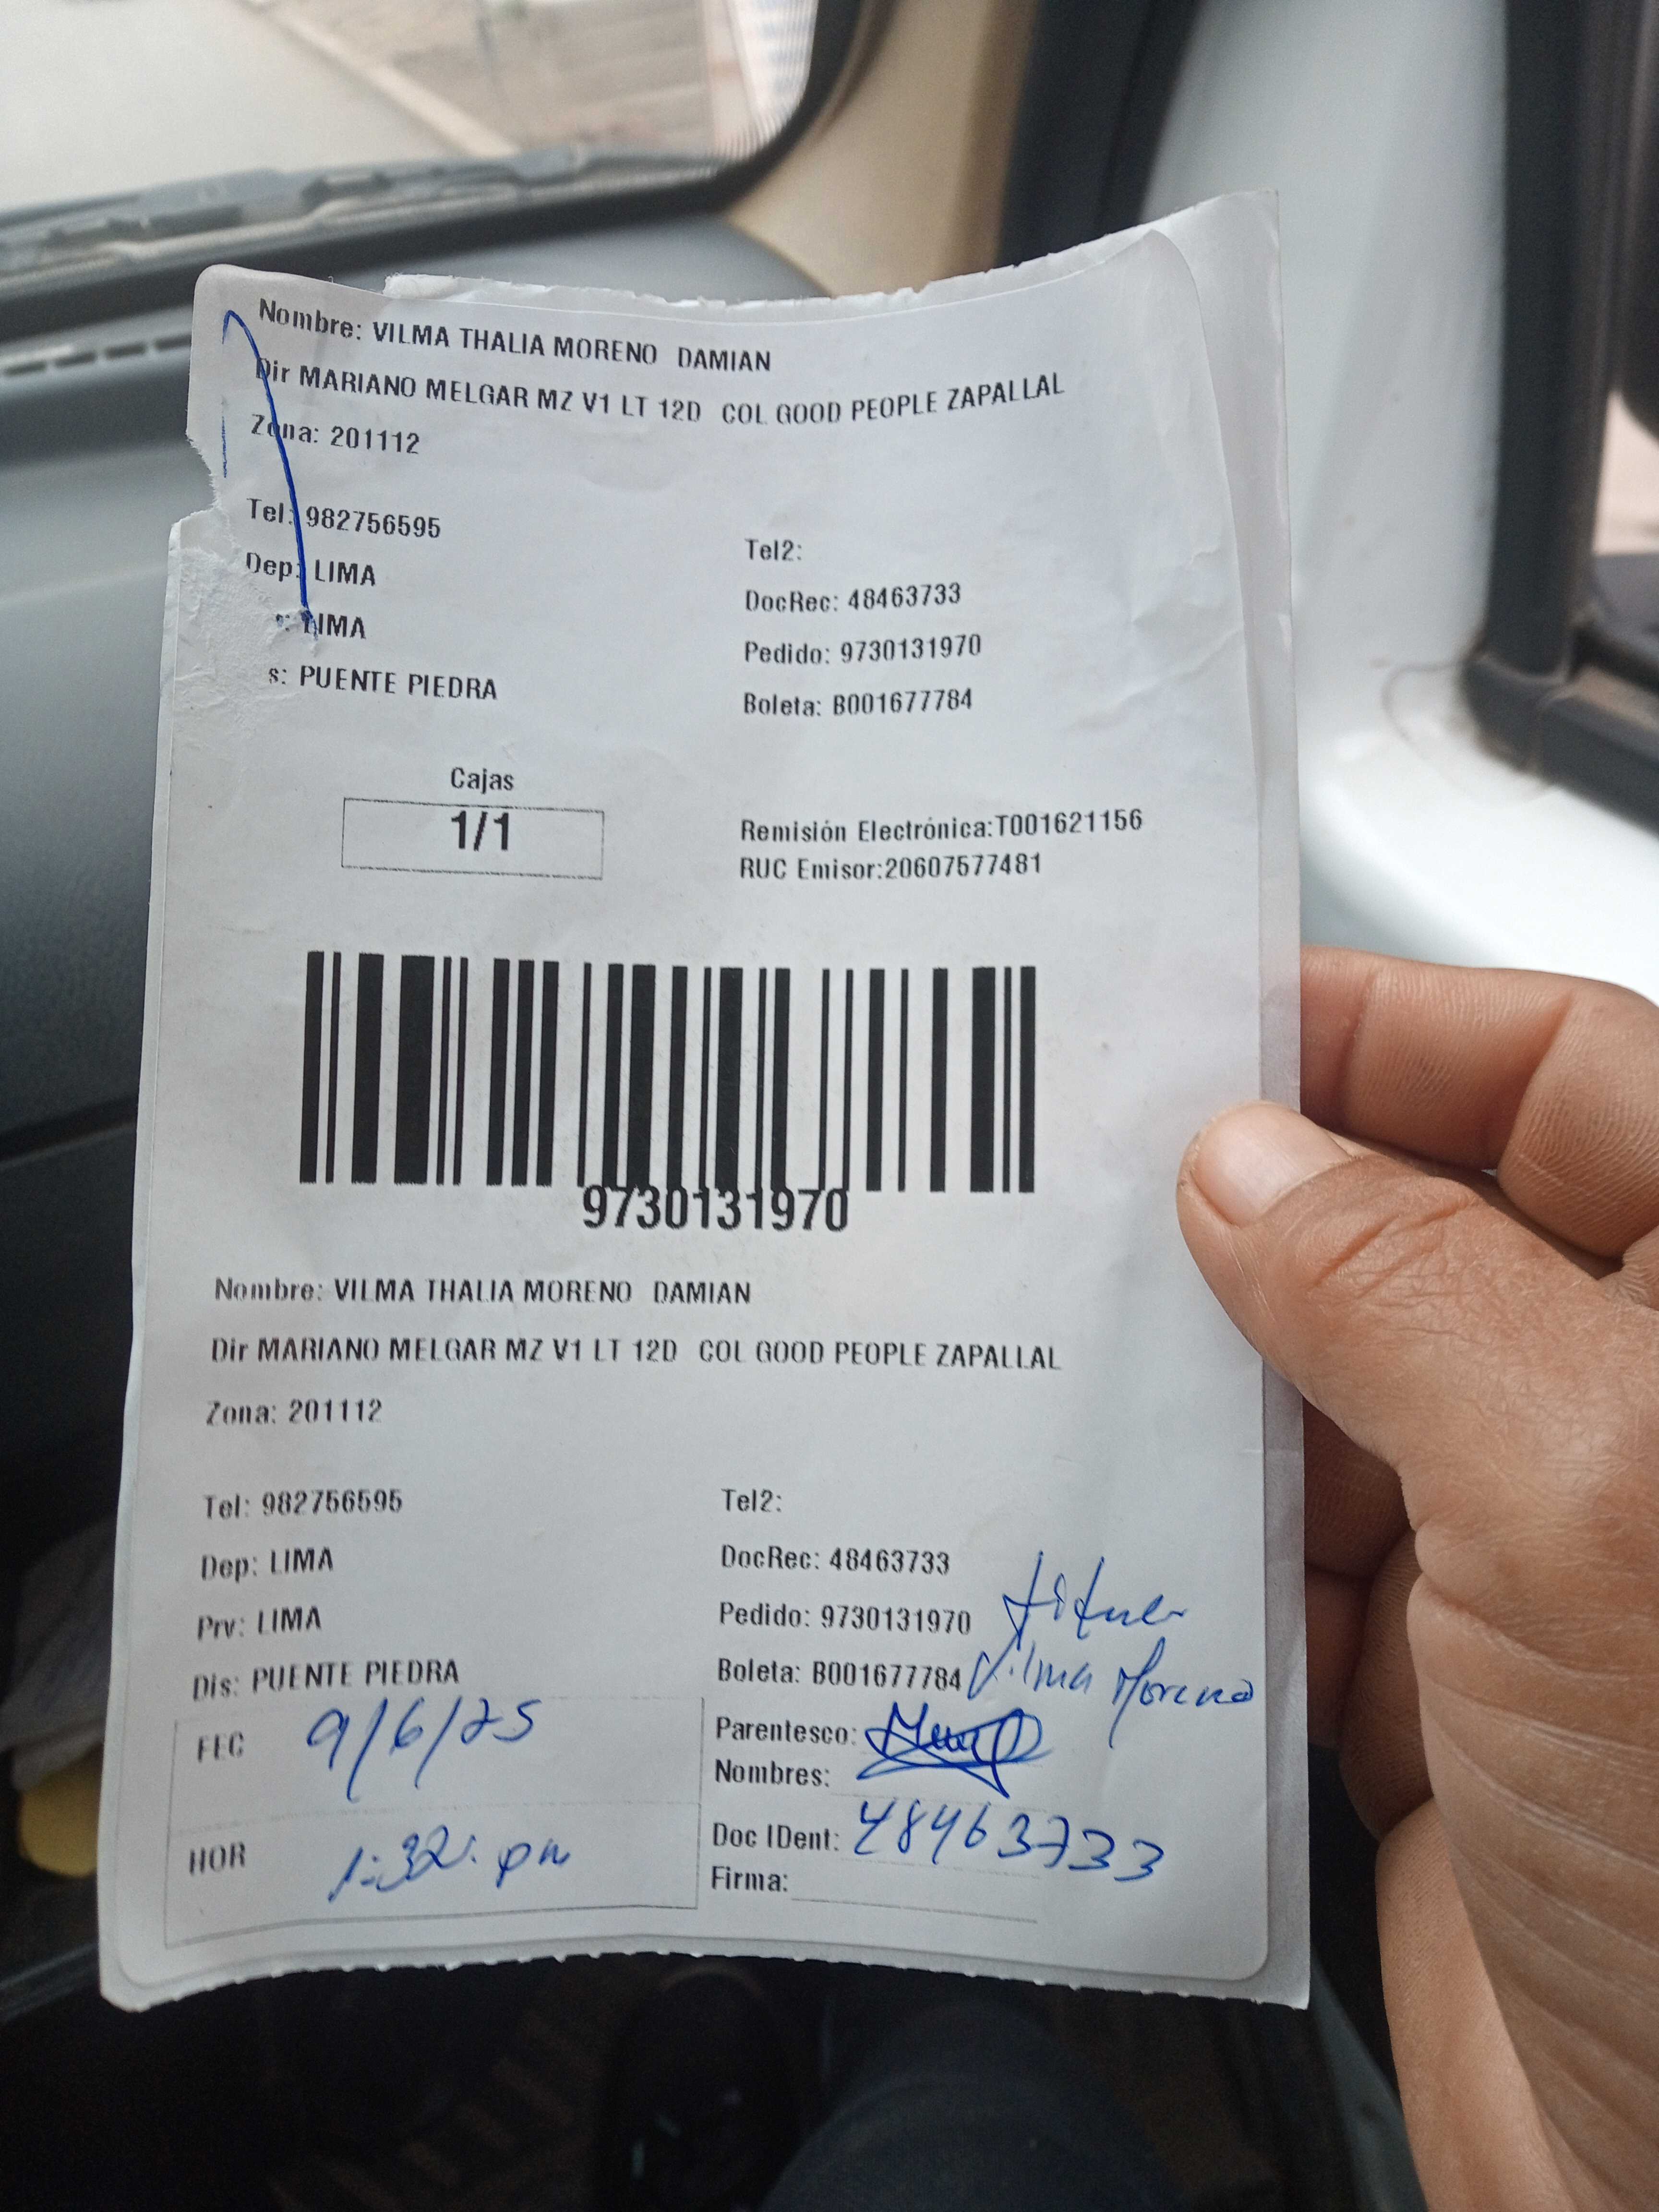 Nombre: VILMA THALIA MORENO DAMIAN
Dir MARIANO MELGAR MZ V1 LT 12D COL GOOD PEOPLE ZAPALLAL
Zona: 201112
Tel: 982756595
Tel2:
Dep: LIMA
DocRec: 48463733
: LIMA
Pedido: 9730131970
s: PUENTE PIEDRA
Boleta: B001677784
Cajas
1/1
Remisión Electrónica:T001621156
RUC Emisor:20607577481
9730131970
Nombre: VILMA THALIA MORENO DAMIAN
Dir MARIANO MELGAR MZ V1 LT 12D COL GOOD PEOPLE ZAPALLAL
Zona: 201112
Tel: 982756595
Tel2:
Dep: LIMA
DocRec: 48463733
Prv: LIMA
Pedido: 9730131970 titular
Dis: PUENTE PIEDRA
Boleta: B001677784 Vilma Moreno
FEC 9/6/25
Parentesco:
Nombres:
HOR 1:32: pm
Doc IDent: 48463733
Firma: